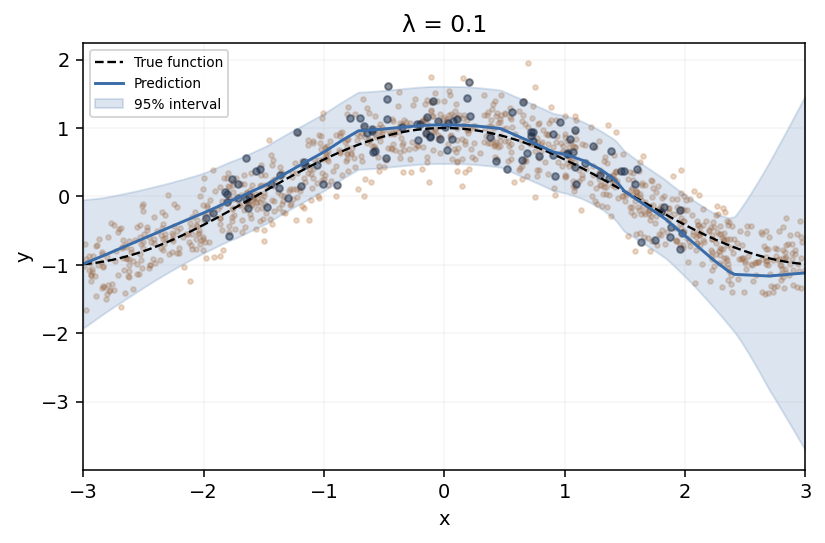 λ = 0.1
True function
Prediction
95% interval
y
2
1
0
−1
−2
−3
−3 −2 −1 0 1 2 3
x